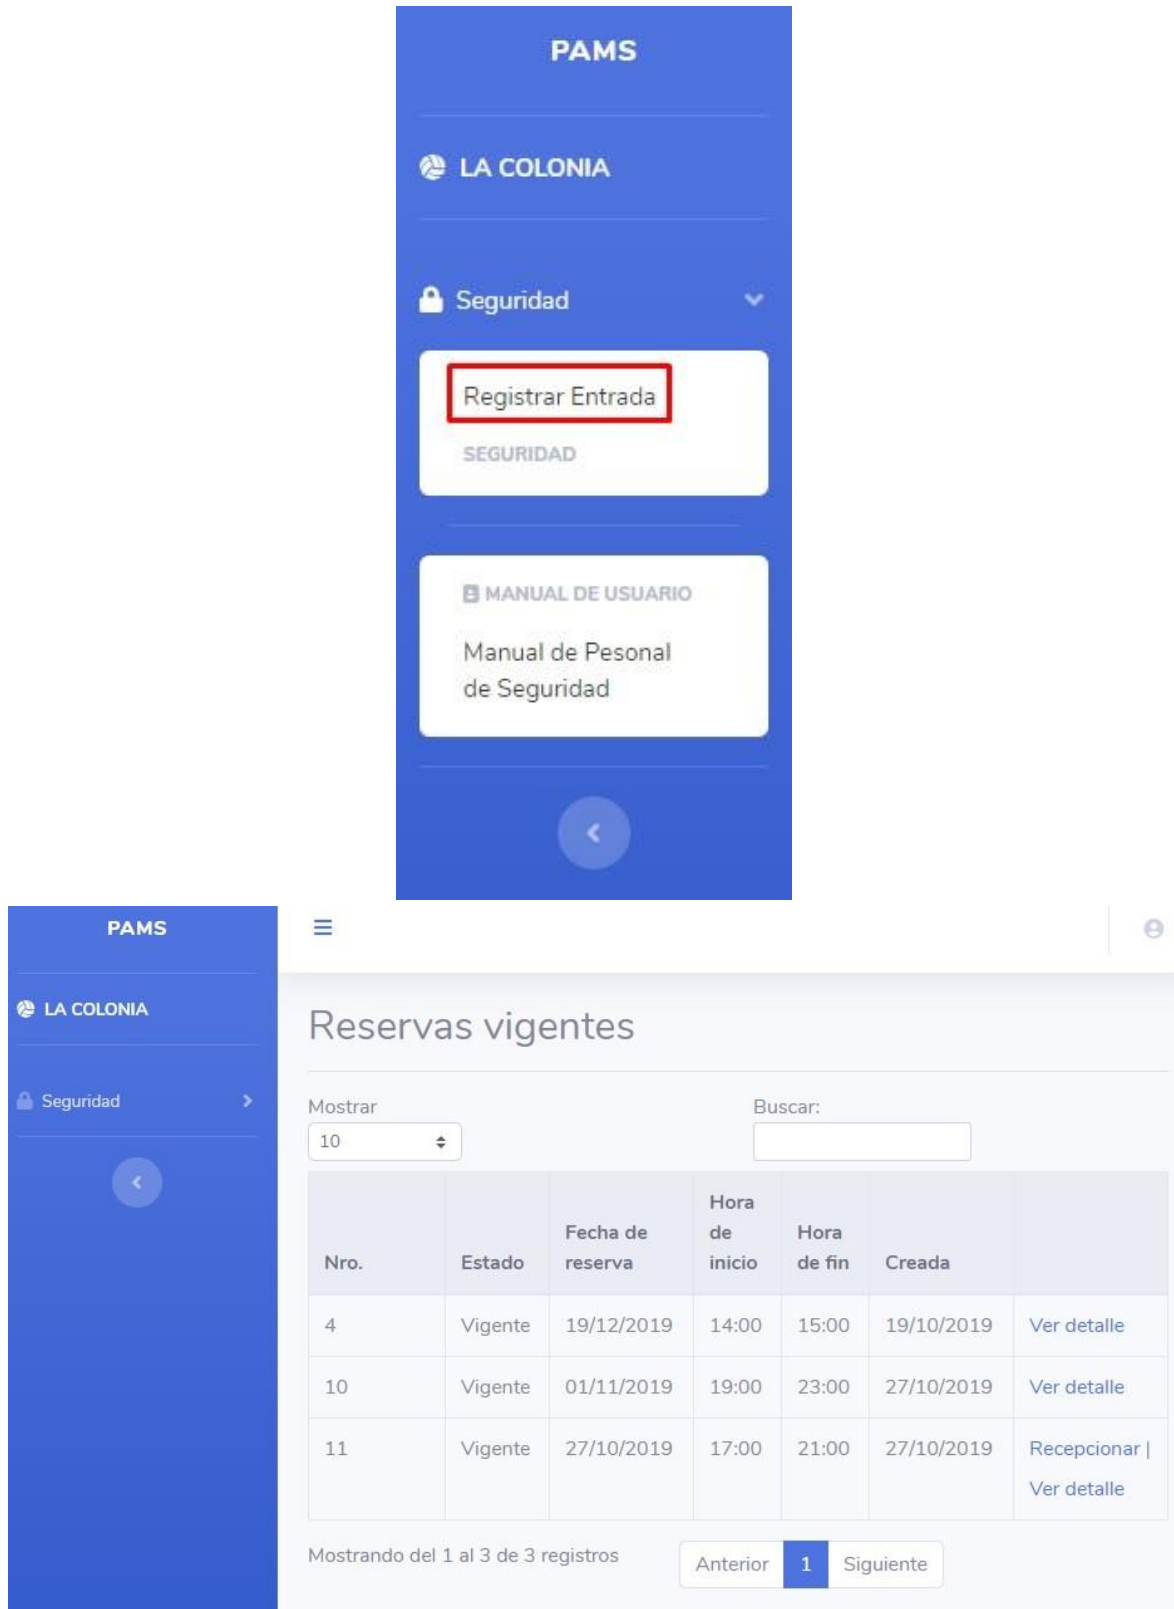 PAMS
LA COLONIA
Seguridad
Registrar Entrada
SEGURIDAD
MANUAL DE USUARIO
Manual de Pesonal
de Seguridad
PAMS
LA COLONIA
Seguridad
Reservas vigentes
Mostrar Buscar:
10
Nro. Estado Fecha de reserva Hora de inicio Hora de fin Creada
4 Vigente 19/12/2019 14:00 15:00 19/10/2019 Ver detalle
10 Vigente 01/11/2019 19:00 23:00 27/10/2019 Ver detalle
11 Vigente 27/10/2019 17:00 21:00 27/10/2019 Recepcionar |
Ver detalle
Mostrando del 1 al 3 de 3 registros Anterior 1 Siguiente